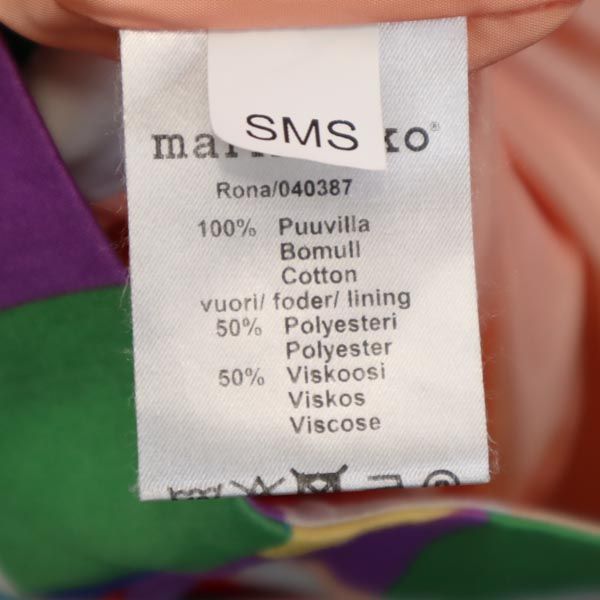 SMS
Rona/040387
100% Puuvilla
Bomull
Cotton
vuori/ foder/ lining
50% Polyesteri
Polyester
50% Viskoosi
Viskos
Viscose